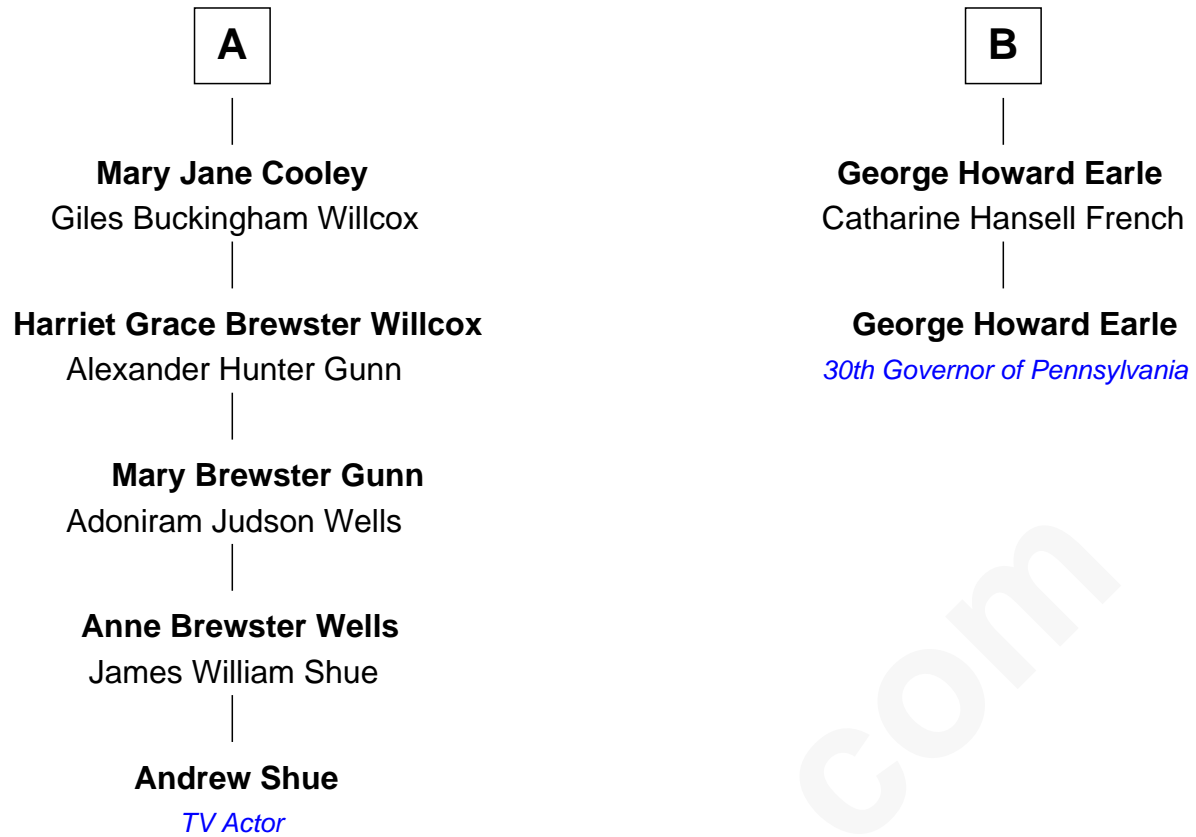 A
Mary Jane Cooley
Giles Buckingham Willcox
Harriet Grace Brewster Willcox
Alexander Hunter Gunn
Mary Brewster Gunn
Adoniram Judson Wells
Anne Brewster Wells
James William Shue
Andrew Shue
TV Actor
B
George Howard Earle
Catharine Hansell French
George Howard Earle
30th Governor of Pennsylvania
com